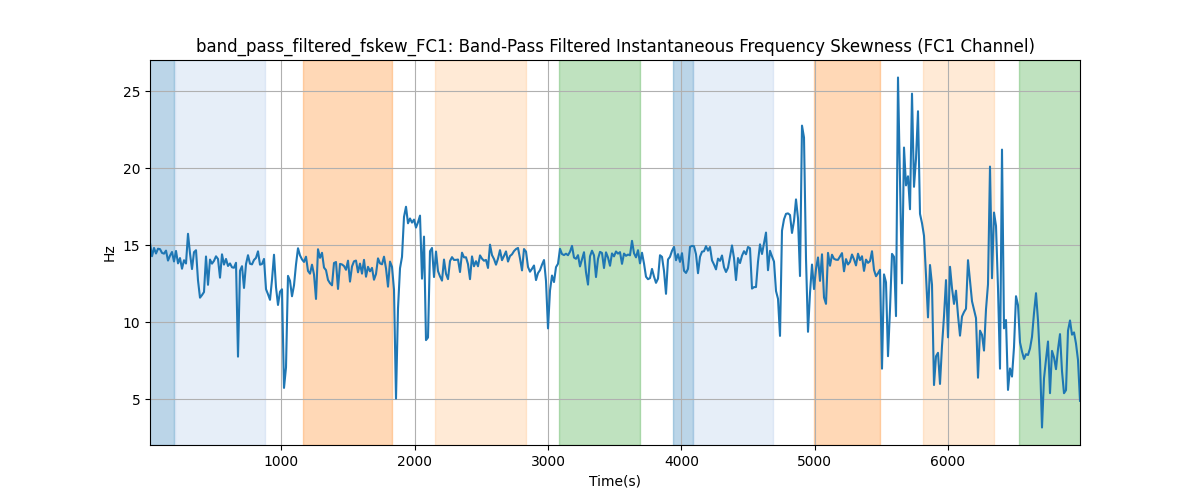 band_pass_filtered_fskew_FC1: Band-Pass Filtered Instantaneous Frequency Skewness (FC1 Channel)
25
20
15
10
5
Hz
1000 2000 3000 4000 5000 6000
Time(s)